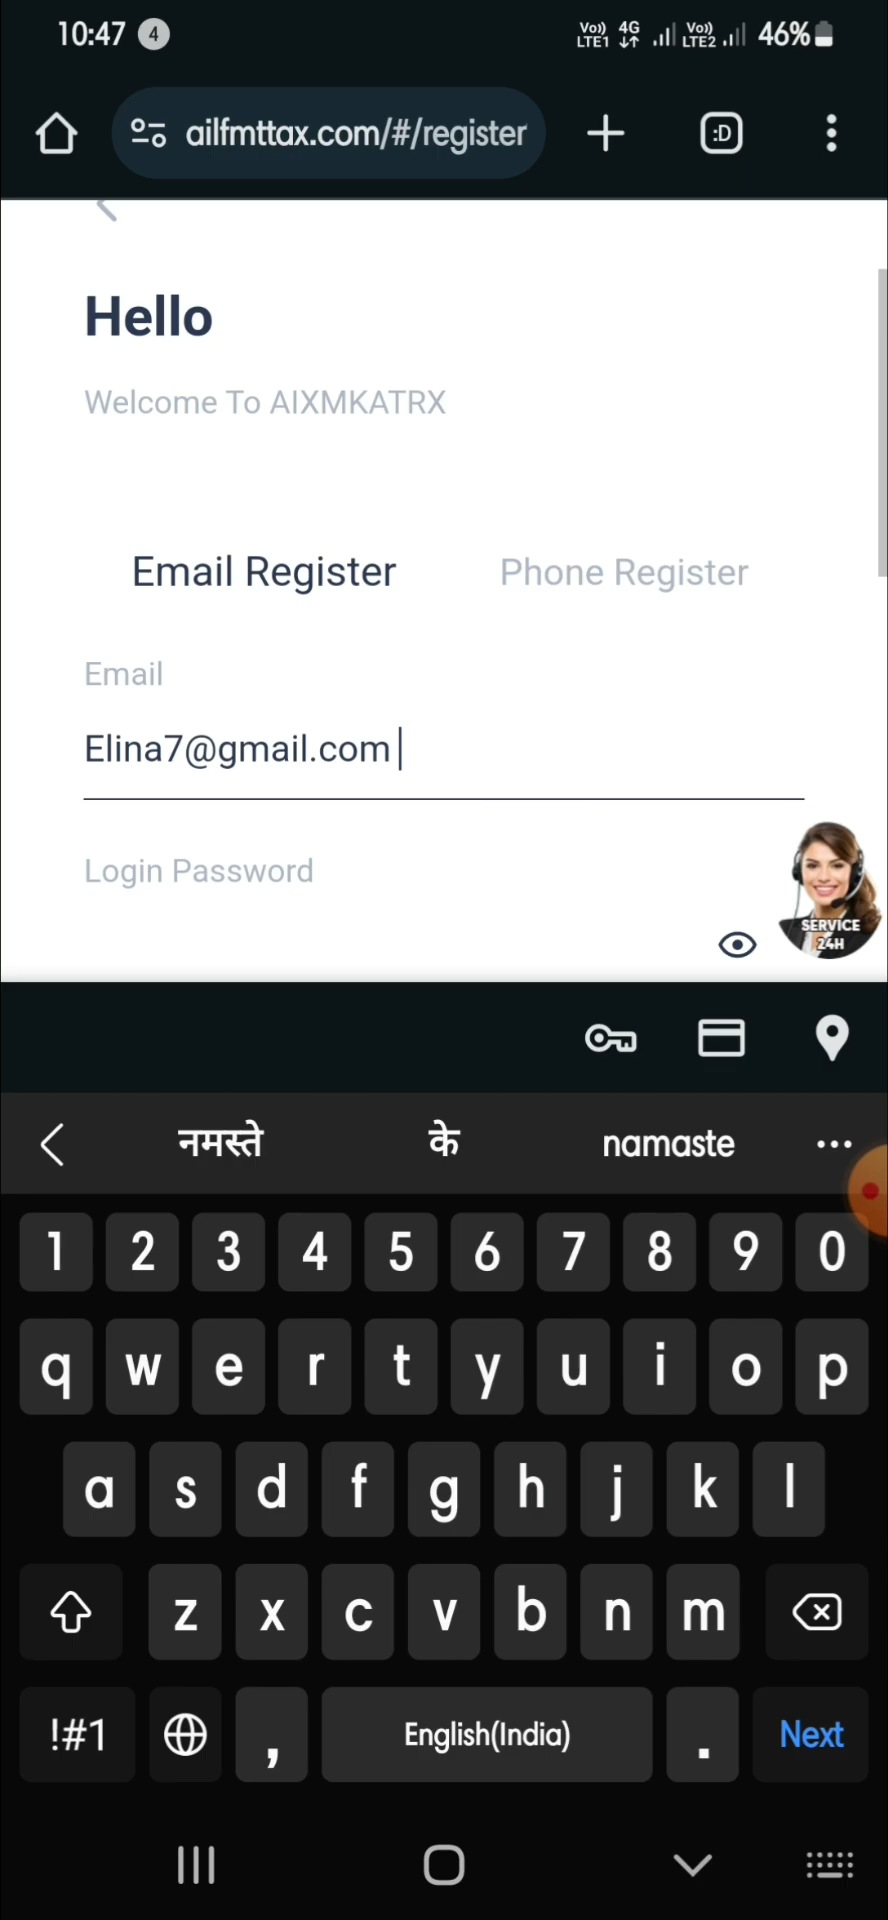 10:47 4 Vo)) LTE1 4G Vo)) LTE2 46%
ailfmttax.com/#/register :D
Hello
Welcome To AIXMKATRX
Email Register Phone Register
Email
Elina7@gmail.com
Login Password
SERVICE
24H
नमस्ते के namaste
1 2 3 4 5 6 7 8 9 0
q w e r t y u i o p
a s d f g h j k l
z x c v b n m
!#1 , English(India) . Next